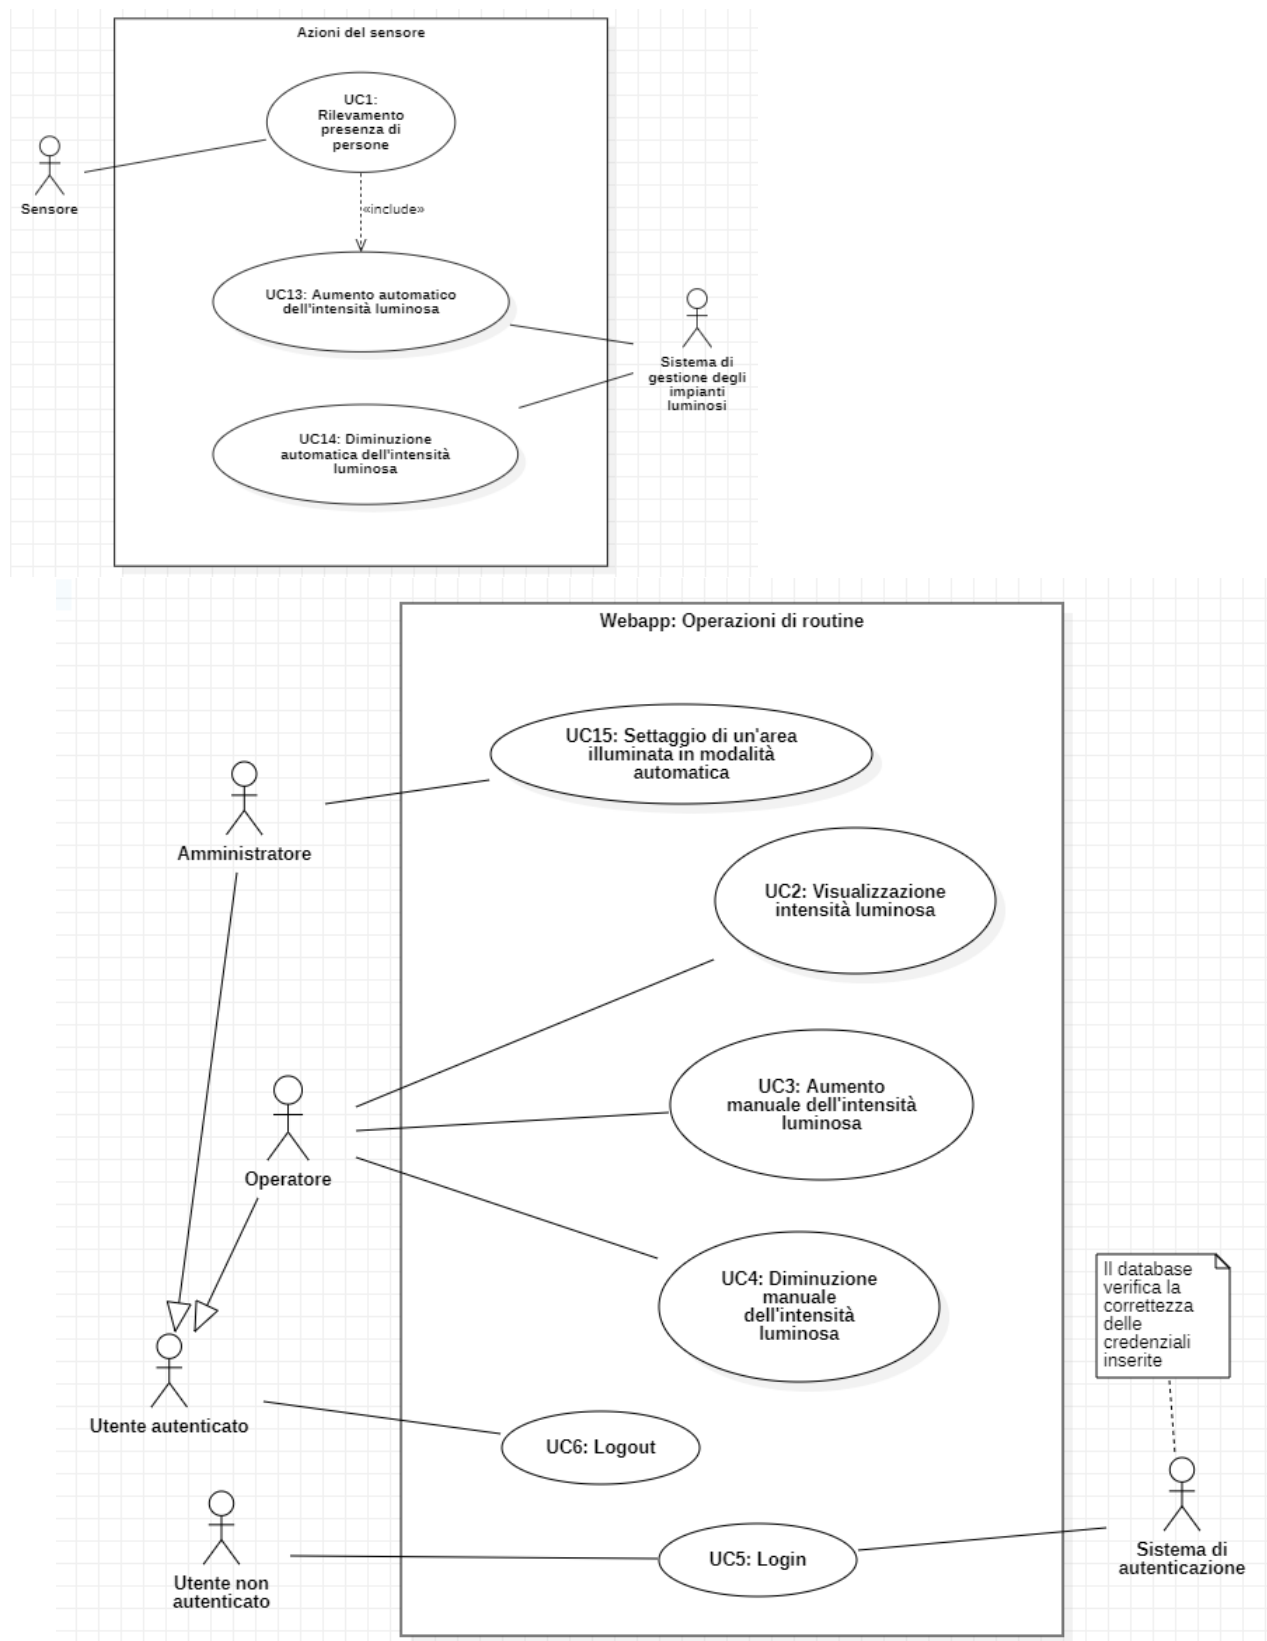 Azioni del sensore
UC1:
Rilevamento
presenza di
persone
Sensore
«include»
UC13: Aumento automatico
dell'intensità luminosa
Sistema di
gestione degli
impianti
luminosi
UC14: Diminuzione
automatica dell'intensità
luminosa
Webapp: Operazioni di routine
UC15: Settaggio di un'area
illuminata in modalità
automatica
Amministratore
UC2: Visualizzazione
intensità luminosa
UC3: Aumento
manuale dell'intensità
luminosa
Operatore
UC4: Diminuzione
manuale
dell'intensità
luminosa
Il database
verifica la
correttezza
delle
credenziali
inserite
Utente autenticato
UC6: Logout
UC5: Login
Sistema di
autenticazione
Utente non
autenticato